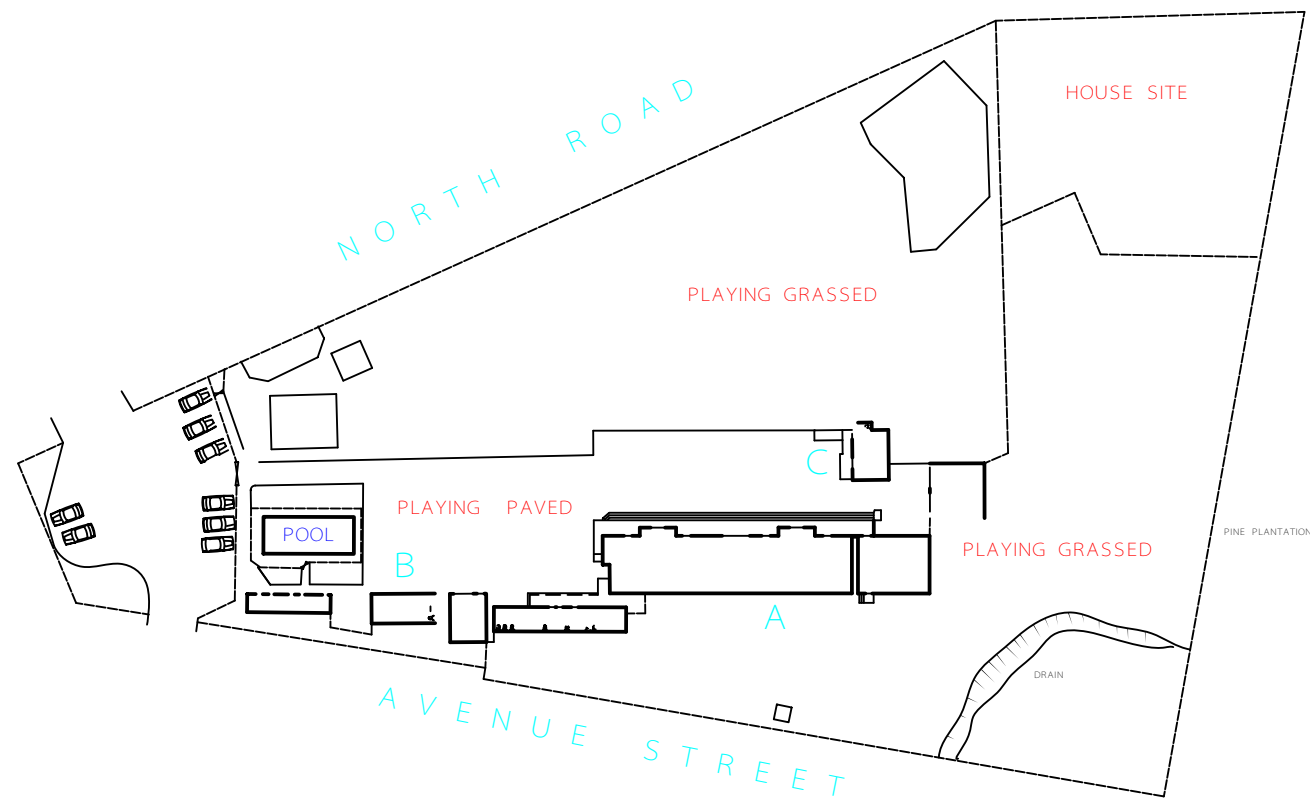 HOUSE SITE
NORTH ROAD
PLAYING GRASSED
C
PLAYING PAVED
POOL
PINE PLANTATION
PLAYING GRASSED
B
A
DRAIN
AVENUE STREET